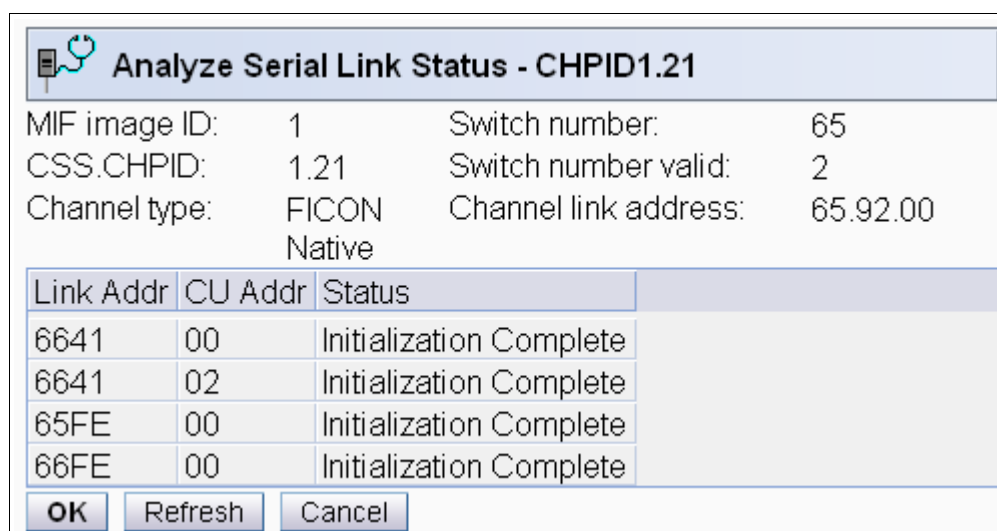 Analyze Serial Link Status - CHPID1.21
MIF image ID: 1 Switch number: 65
CSS.CHPID: 1.21 Switch number valid: 2
Channel type: FICON Native Channel link address: 65.92.00
Link Addr CU Addr Status
6641 00 Initialization Complete
6641 02 Initialization Complete
65FE 00 Initialization Complete
66FE 00 Initialization Complete
OK Refresh Cancel